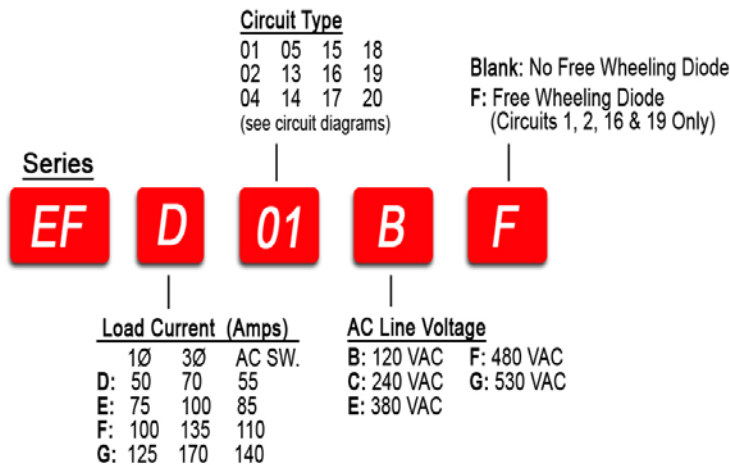 Circuit Type
01 05 15 18
02 13 16 19
04 14 17 20
(see circuit diagrams)
Blank: No Free Wheeling Diode
F: Free Wheeling Diode
(Circuits 1, 2, 16 & 19 Only)
Series
EF D 01 B F
Load Current (Amps)
1Ø 3Ø AC SW.
D: 50 70 55
E: 75 100 85
F: 100 135 110
G: 125 170 140
AC Line Voltage
B: 120 VAC F: 480 VAC
C: 240 VAC G: 530 VAC
E: 380 VAC